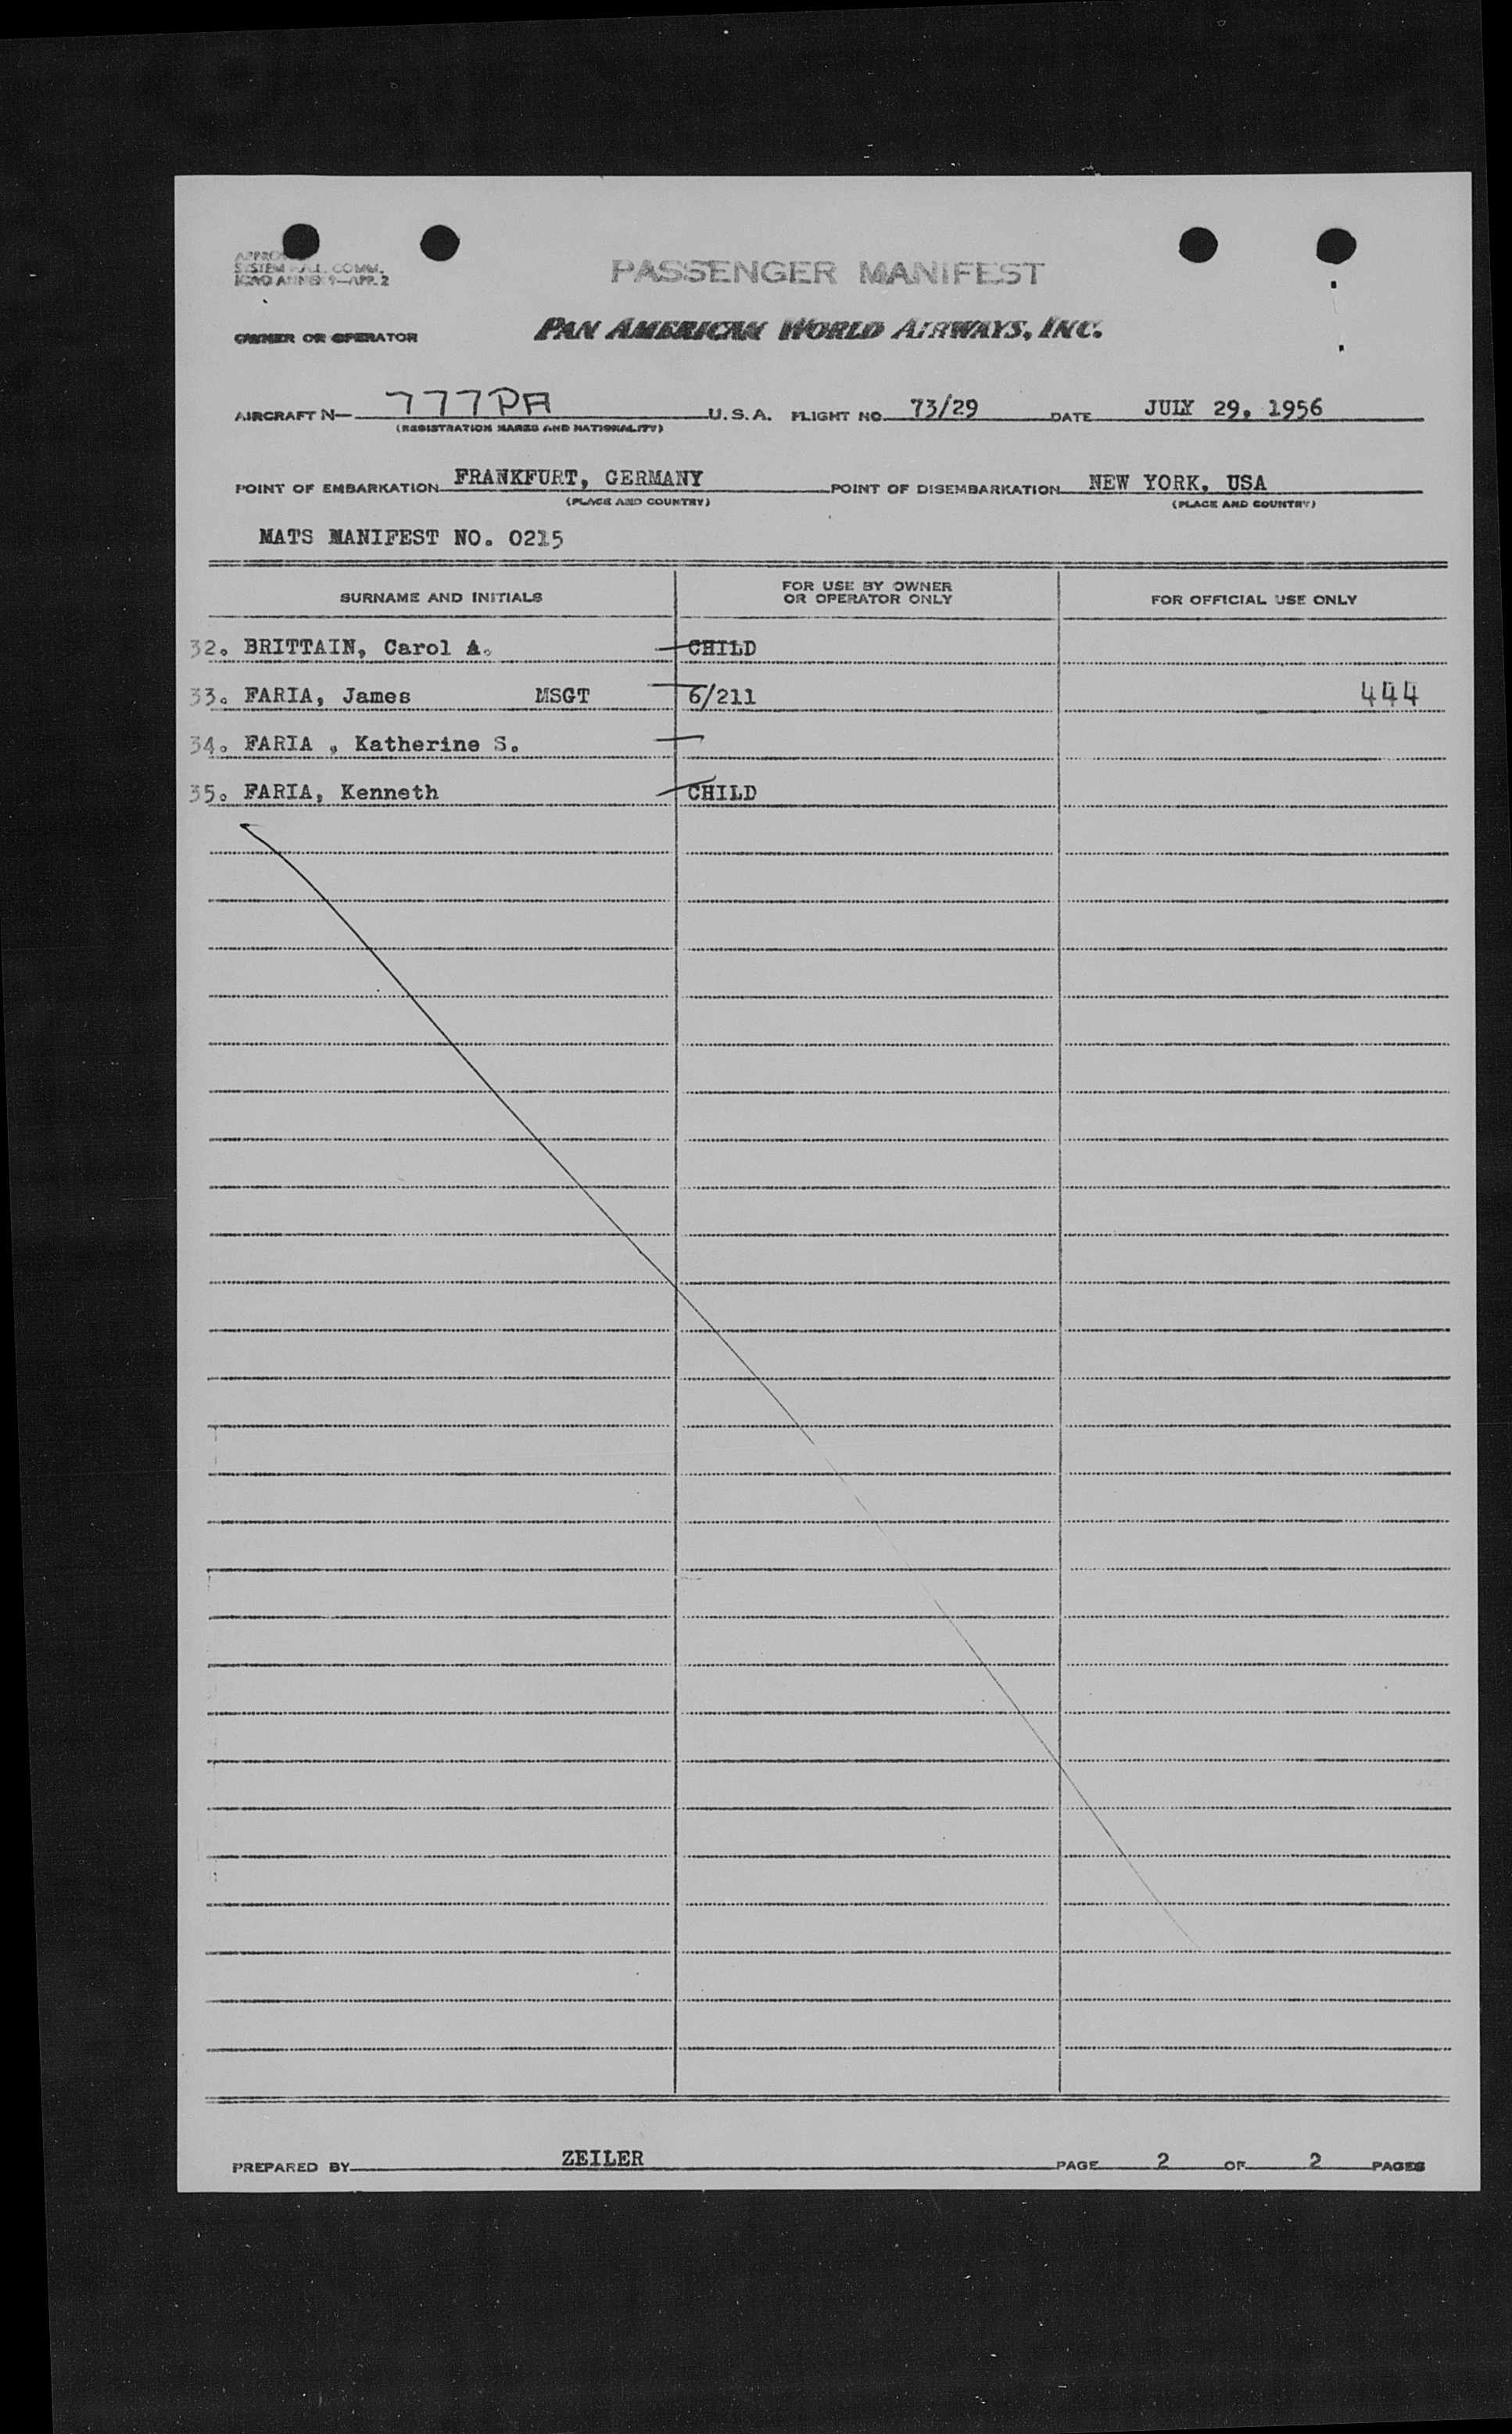 SYSTEM COMM.
PASSENGER MANIFEST
OWNER OR OPERATOR
PAN AMERICAN WORLD AIRWAYS, INC.
AIRCRAFT N— 777PA U.S.A. FLIGHT NO. 73/29 DATE JULY 29, 1956
(REGISTRATION MARKS AND NATIONALITY)
POINT OF EMBARKATION FRANKFURT, GERMANY POINT OF DISEMBARKATION NEW YORK, USA
(PLACE AND COUNTRY) (PLACE AND COUNTRY)
MATS MANIFEST NO. 0215
SURNAME AND INITIALS FOR USE BY OWNER OR OPERATOR ONLY FOR OFFICIAL USE ONLY
32. BRITTAIN, Carol A. CHILD
33. FARIA, James MSGT 6/211 444
34. FARIA , Katherine S.
35. FARIA, Kenneth CHILD
PREPARED BY ZEILER PAGE 2 OF 2 PAGES